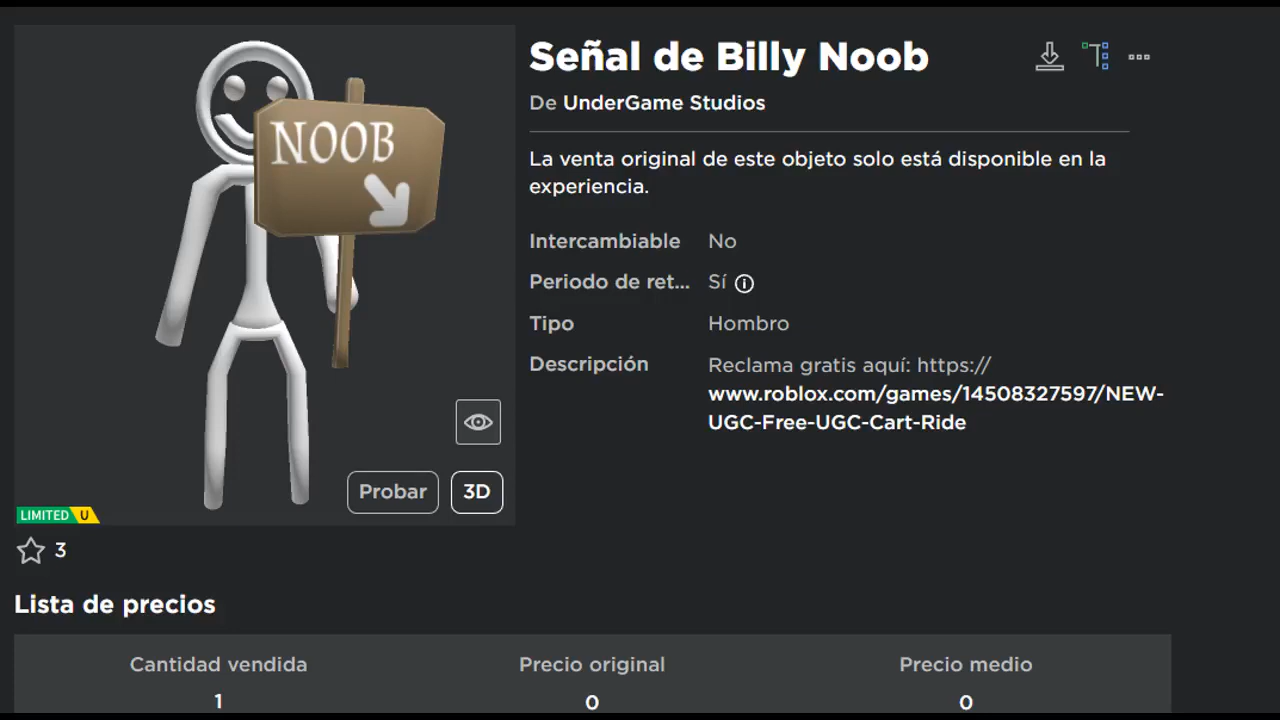 Señal de Billy Noob
De UnderGame Studios
NOOB
La venta original de este objeto solo está disponible en la
experiencia.
Intercambiable No
Periodo de ret... Sí
Tipo Hombro
Descripción Reclama gratis aquí: https://
www.roblox.com/games/14508327597/NEW-
UGC-Free-UGC-Cart-Ride
Probar 3D
LIMITED U
3
Lista de precios
Cantidad vendida Precio original Precio medio
1 0 0